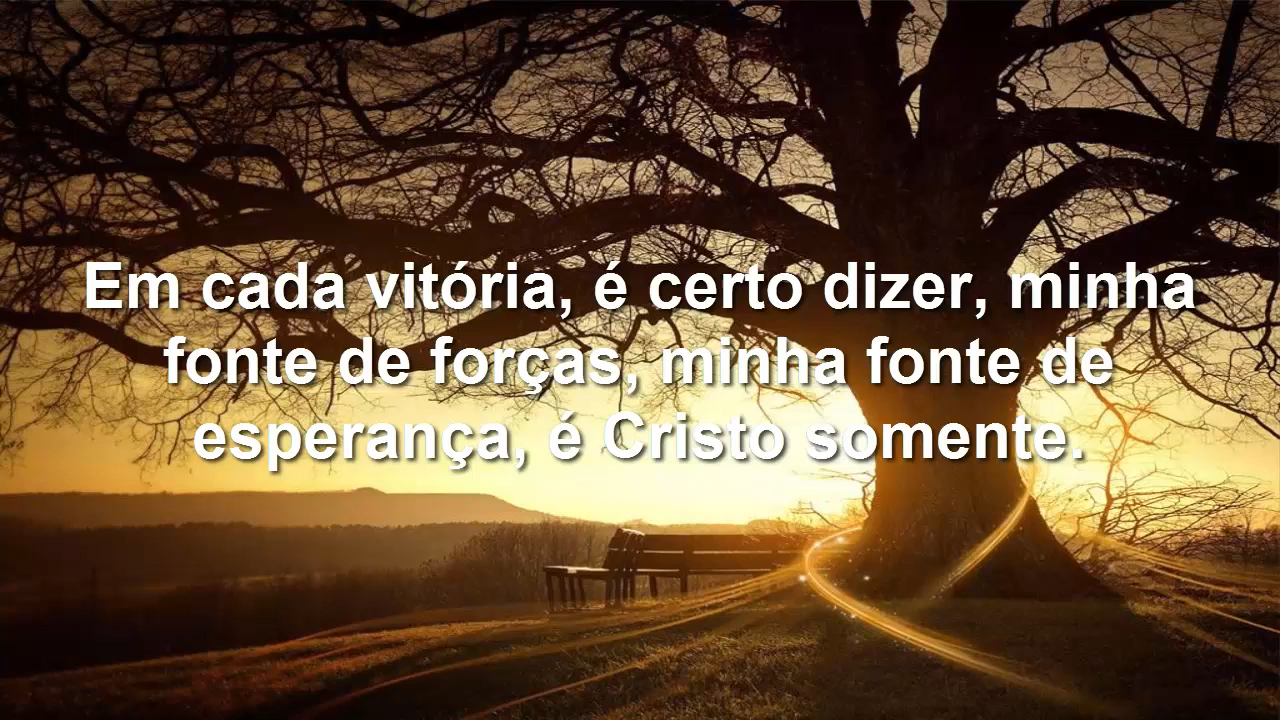 Em cada vitória, é certo dizer, minha
fonte de forças, minha fonte de
esperança, é Cristo somente.